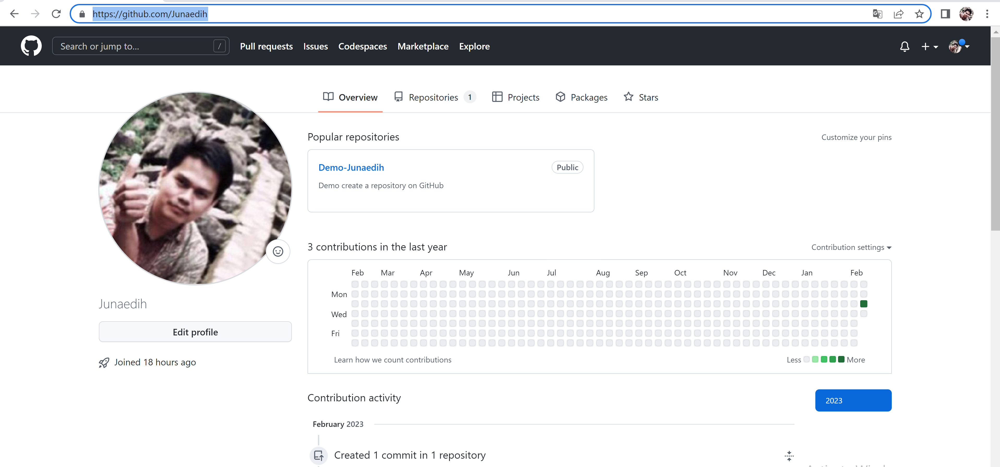 https://github.com/Junaedih
Search or jump to... /
Pull requests Issues Codespaces Marketplace Explore
Overview Repositories 1 Projects Packages Stars
Popular repositories Customize your pins
Demo-Junaedih Public
Demo create a repository on GitHub
3 contributions in the last year Contribution settings
Feb Mar Apr May Jun Jul Aug Sep Oct Nov Dec Jan Feb
Mon
Wed
Fri
Learn how we count contributions Less More
Junaedih
Edit profile
Joined 18 hours ago
Contribution activity 2023
February 2023
Created 1 commit in 1 repository